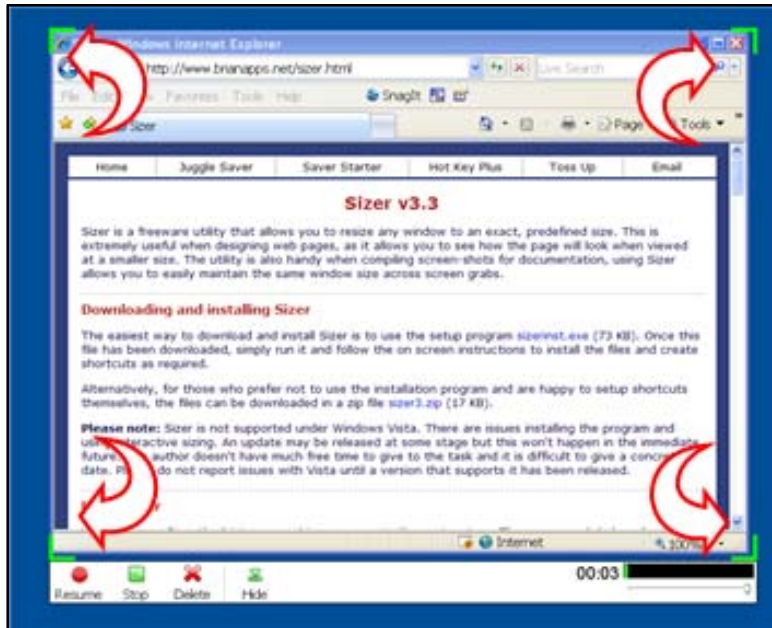 Windows Internet Explorer
http://www.brianapps.net/sizer.html Live Search
Favorites Tools Help SnagIt
Sizer Page Tools
Home Juggle Saver Saver Starter Hot Key Plus Toss Up Email
Sizer v3.3
Sizer is a freeware utility that allows you to resize any window to an exact, predefined size. This is
extremely useful when designing web pages, as it allows you to see how the page will look when viewed
at a smaller size. The utility is also handy when compiling screen-shots for documentation, using Sizer
allows you to easily maintain the same window size across screen grabs.
Downloading and installing Sizer
The easiest way to download and install Sizer is to use the setup program sizerinst.exe (73 KB). Once this
file has been downloaded, simply run it and follow the on screen instructions to install the files and create
shortcuts as required.
Alternatively, for those who prefer not to use the installation program and are happy to setup shortcuts
themselves, the files can be downloaded in a zip file sizer3.zip (17 KB).
Please note: Sizer is not supported under Windows Vista. There are issues installing the program and
using interactive sizing. An update may be released at some stage but this won't happen in the immediate
future. author doesn't have much free time to give to the task and it is difficult to give a concrete
date. do not report issues with Vista until a version that supports it has been released.
Internet 100%
00:03
Resume Stop Delete Hide